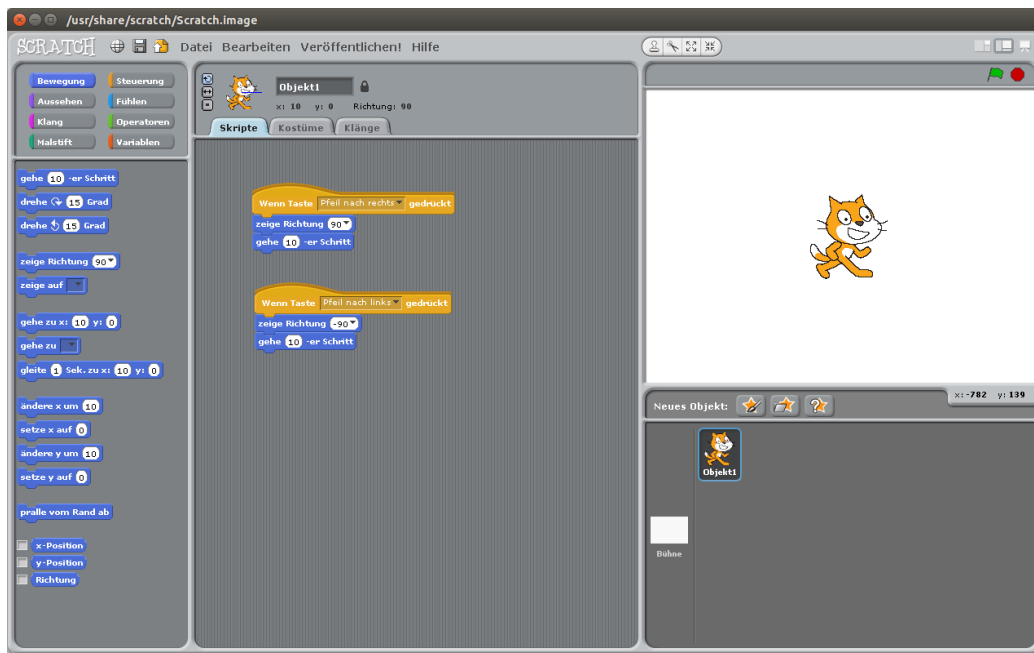 /usr/share/scratch/Scratch.image
SCRATCH Datei Bearbeiten Veröffentlichen! Hilfe
Bewegung Steuerung
Aussehen Fühlen
Klang Operatoren
Malstift Variablen
gehe 10 -er Schritt
drehe 15 Grad
drehe 15 Grad
zeige Richtung 90
zeige auf
gehe zu x: 10 y: 0
gehe zu
gleite 1 Sek. zu x: 10 y: 0
ändere x um 10
setze x auf 0
ändere y um 10
setze y auf 0
pralle vom Rand ab
x-Position
y-Position
Richtung
Objekt1
x: 10 y: 0 Richtung: 90
Skripte Kostüme Klänge
Wenn Taste Pfeil nach rechts gedrückt
zeige Richtung 90
gehe 10 -er Schritt
Wenn Taste Pfeil nach links gedrückt
zeige Richtung -90
gehe 10 -er Schritt
x: -782 y: 139
Neues Objekt:
Objekt1
Bühne